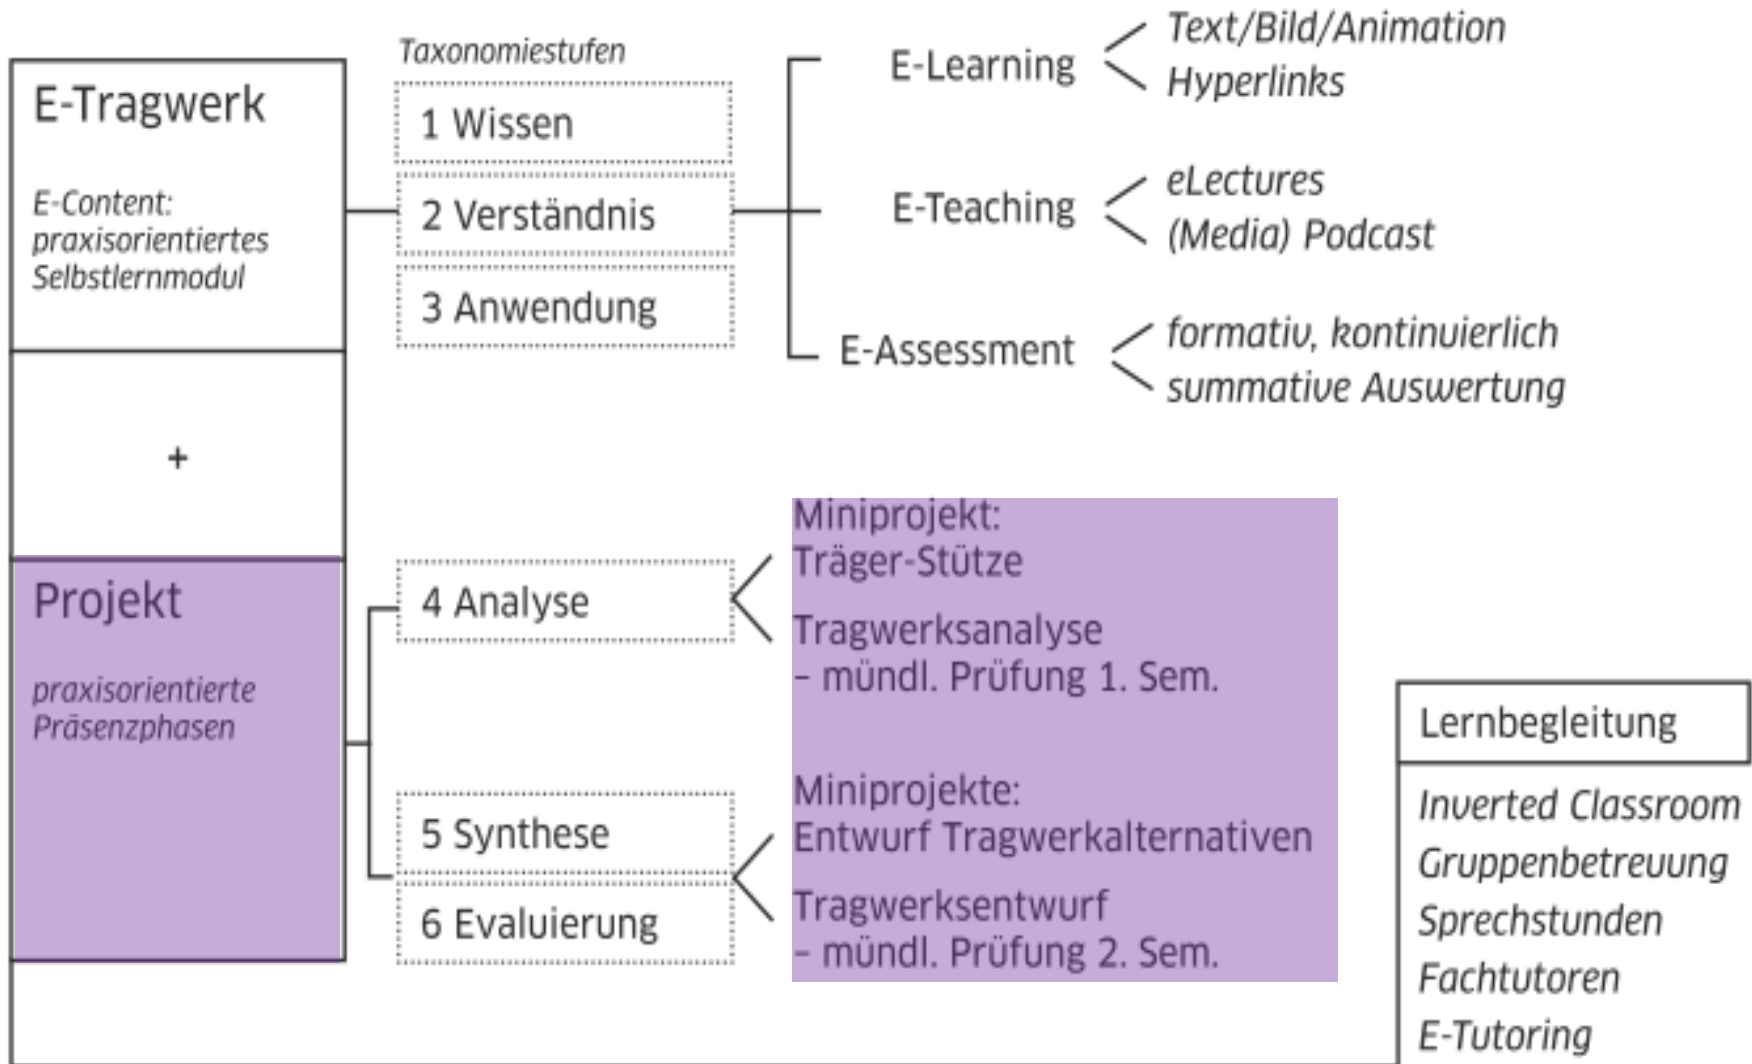 E-Tragwerk
E-Content:
praxisorientiertes
Selbstlernmodul
+
Projekt
praxisorientierte
Präsenzphasen
Taxonomiestufen
1 Wissen
2 Verständnis
3 Anwendung
E-Learning
Text/Bild/Animation
Hyperlinks
E-Teaching
eLectures
(Media) Podcast
E-Assessment
formativ, kontinuierlich
summative Auswertung
4 Analyse
Miniprojekt:
Träger-Stütze
Tragwerksanalyse
– mündl. Prüfung 1. Sem.
5 Synthese
6 Evaluierung
Miniprojekte:
Entwurf Tragwerkalternativen
Tragwerksentwurf
– mündl. Prüfung 2. Sem.
Lernbegleitung
Inverted Classroom
Gruppenbetreuung
Sprechstunden
Fachtutoren
E-Tutoring